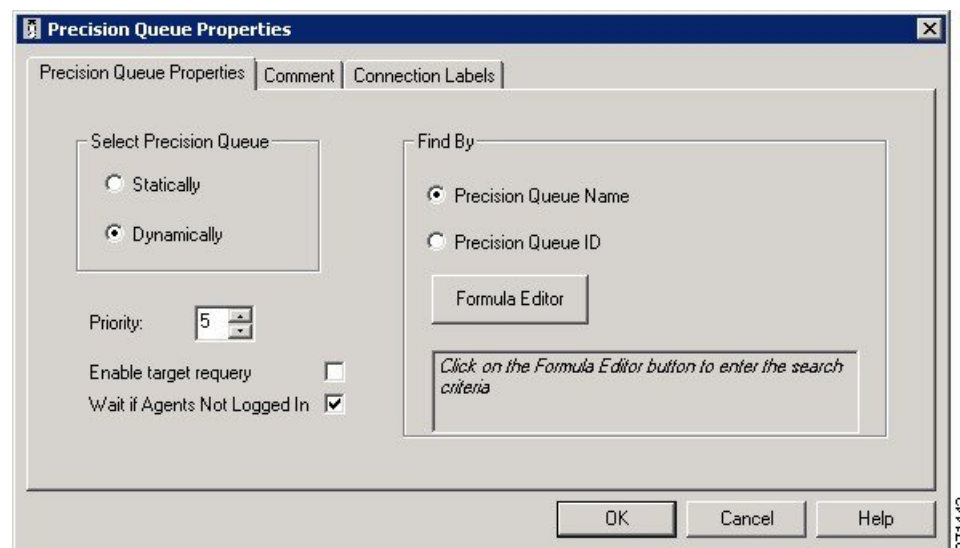 Precision Queue Properties
Precision Queue Properties
Comment
Connection Labels
Select Precision Queue
Statically
Dynamically
Priority:
5
Enable target requery
Wait if Agents Not Logged In
Find By
Precision Queue Name
Precision Queue ID
Formula Editor
Click on the Formula Editor button to enter the search
criteria
OK
Cancel
Help